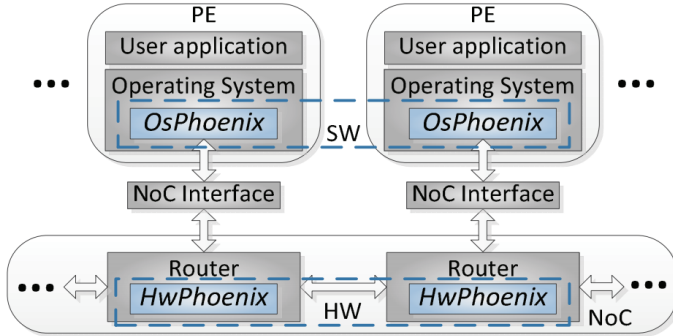 PE
PE
User application
User application
Operating System
Operating System
OsPhoenix
OsPhoenix
SW
NoC Interface
NoC Interface
Router
Router
HwPhoenix
HwPhoenix
HW
NoC